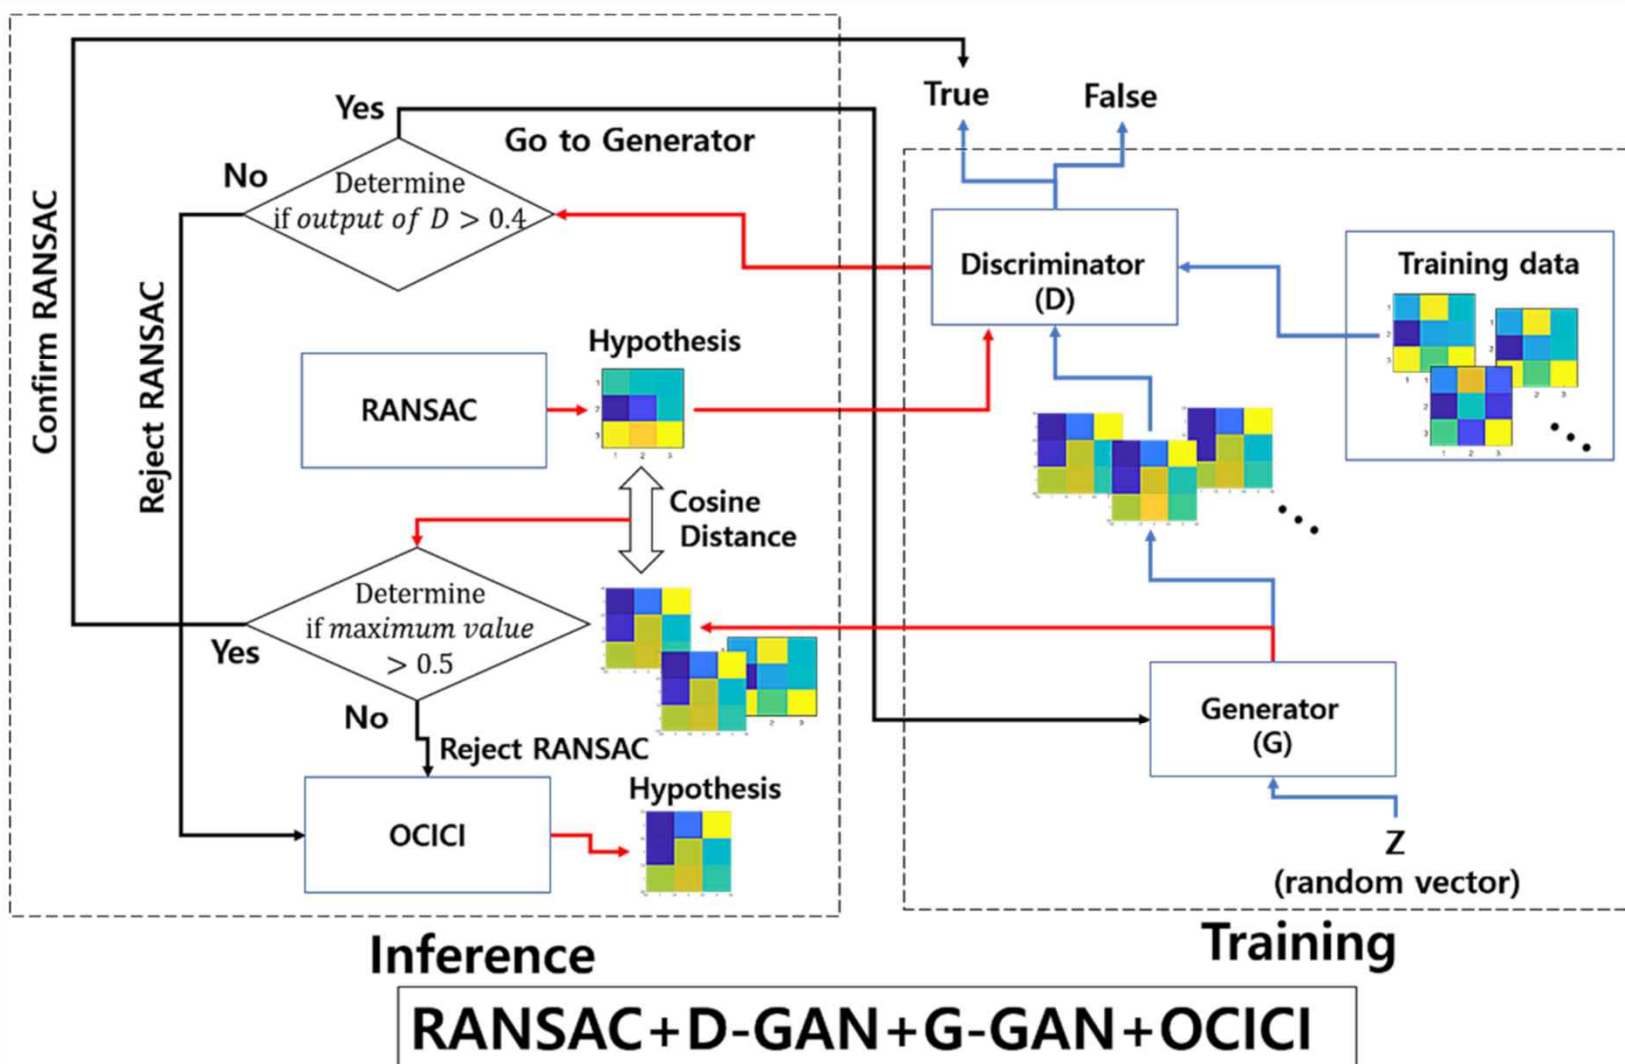 True
False
Yes
Go to Generator
No
Determine
if output of D > 0.4
Confirm RANSAC
Reject RANSAC
Discriminator
(D)
Training data
Hypothesis
RANSAC
Cosine
Distance
Determine
if maximum value
> 0.5
Yes
No
Reject RANSAC
Generator
(G)
Hypothesis
OCICI
Z
(random vector)
Inference
Training
RANSAC+D-GAN+G-GAN+OCICI